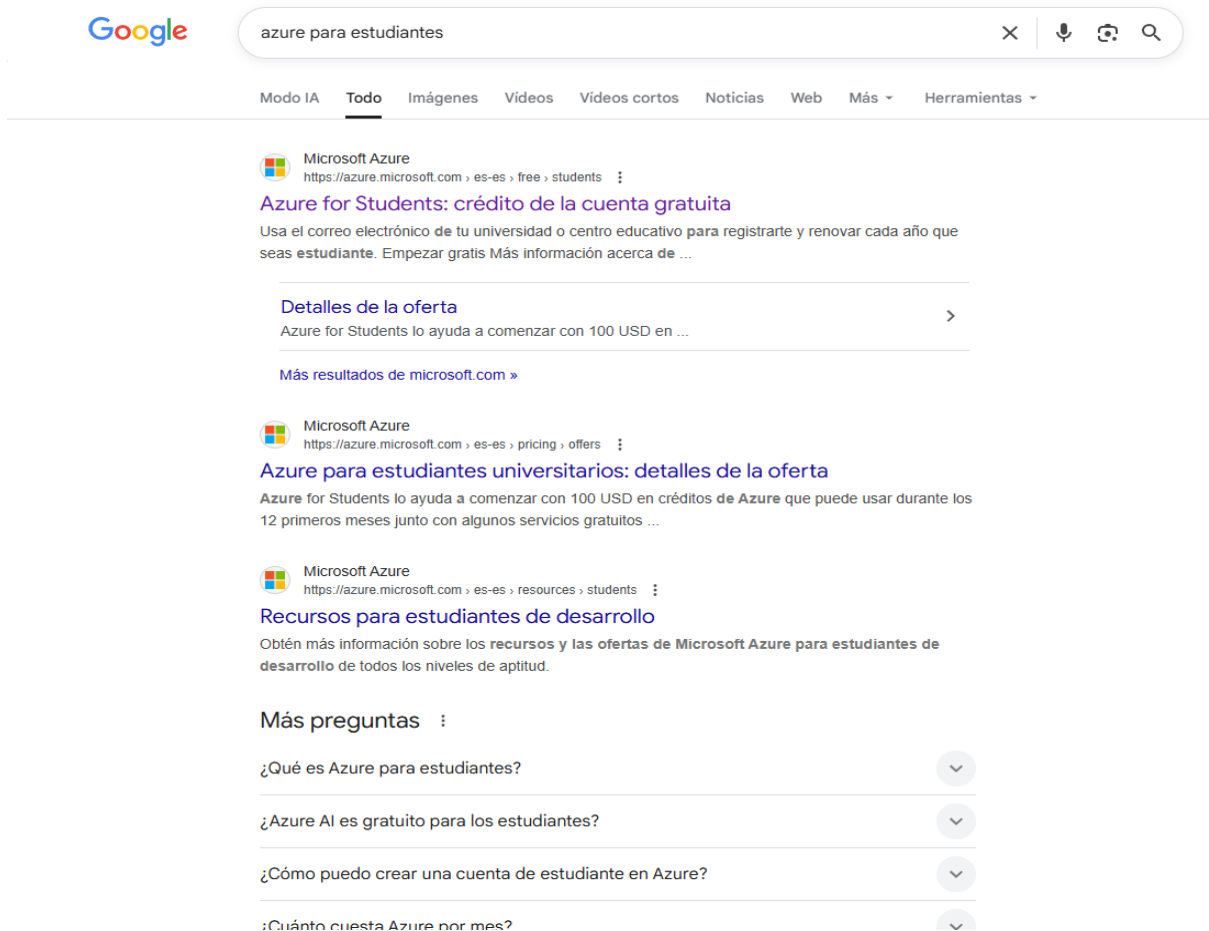 Google
azure para estudiantes
Modo IA Todo Imágenes Vídeos Vídeos cortos Noticias Web Más Herramientas
Microsoft Azure
https://azure.microsoft.com › es-es › free › students
Azure for Students: crédito de la cuenta gratuita
Usa el correo electrónico de tu universidad o centro educativo para registrarte y renovar cada año que
seas estudiante. Empezar gratis Más información acerca de ...
Detalles de la oferta
Azure for Students lo ayuda a comenzar con 100 USD en ...
Más resultados de microsoft.com »
Microsoft Azure
https://azure.microsoft.com › es-es › pricing › offers
Azure para estudiantes universitarios: detalles de la oferta
Azure for Students lo ayuda a comenzar con 100 USD en créditos de Azure que puede usar durante los
12 primeros meses junto con algunos servicios gratuitos ...
Microsoft Azure
https://azure.microsoft.com › es-es › resources › students
Recursos para estudiantes de desarrollo
Obtén más información sobre los recursos y las ofertas de Microsoft Azure para estudiantes de
desarrollo de todos los niveles de aptitud.
Más preguntas
¿Qué es Azure para estudiantes?
¿Azure AI es gratuito para los estudiantes?
¿Cómo puedo crear una cuenta de estudiante en Azure?
¿Cuánto cuesta Azure por mes?